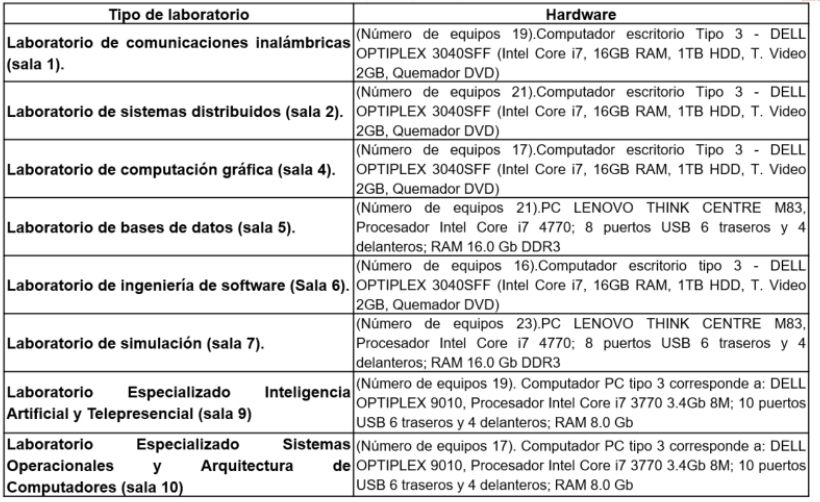 Tipo de laboratorio
Hardware
Laboratorio de comunicaciones inalámbricas
(sala 1).
(Número de equipos 19).Computador escritorio Tipo 3 - DELL
OPTIPLEX 3040SFF (Intel Core i7, 16GB RAM, 1TB HDD, T. Video
2GB, Quemador DVD)
Laboratorio de sistemas distribuidos (sala 2).
(Número de equipos 21).Computador escritorio Tipo 3 - DELL
OPTIPLEX 3040SFF (Intel Core i7, 16GB RAM, 1TB HDD, T. Video
2GB, Quemador DVD)
Laboratorio de computación gráfica (sala 4).
(Número de equipos 17).Computador escritorio Tipo 3 - DELL
OPTIPLEX 3040SFF (Intel Core i7, 16GB RAM, 1TB HDD, T. Video
2GB, Quemador DVD)
Laboratorio de bases de datos (sala 5).
(Número de equipos 21).PC LENOVO THINK CENTRE M83,
Procesador Intel Core i7 4770; 8 puertos USB 6 traseros y 4
delanteros; RAM 16.0 Gb DDR3
Laboratorio de ingeniería de software (Sala 6).
(Número de equipos 16).Computador escritorio tipo 3 - DELL
OPTIPLEX 3040SFF (Intel Core i7, 16GB RAM, 1TB HDD, T. Video
2GB, Quemador DVD)
Laboratorio de simulación (sala 7).
(Número de equipos 23).PC LENOVO THINK CENTRE M83,
Procesador Intel Core i7 4770; 8 puertos USB 6 traseros y 4
delanteros; RAM 16.0 Gb DDR3
Laboratorio Especializado Inteligencia
Artificial y Telepresencial (sala 9)
(Número de equipos 19). Computador PC tipo 3 corresponde a: DELL
OPTIPLEX 9010, Procesador Intel Core i7 3770 3.4Gb 8M; 10 puertos
USB 6 traseros y 4 delanteros; RAM 8.0 Gb
Laboratorio Especializado Sistemas
Operacionales y Arquitectura de
Computadores (sala 10)
(Número de equipos 17). Computador PC tipo 3 corresponde a: DELL
OPTIPLEX 9010, Procesador Intel Core i7 3770 3.4Gb 8M; 10 puertos
USB 6 traseros y 4 delanteros; RAM 8.0 Gb